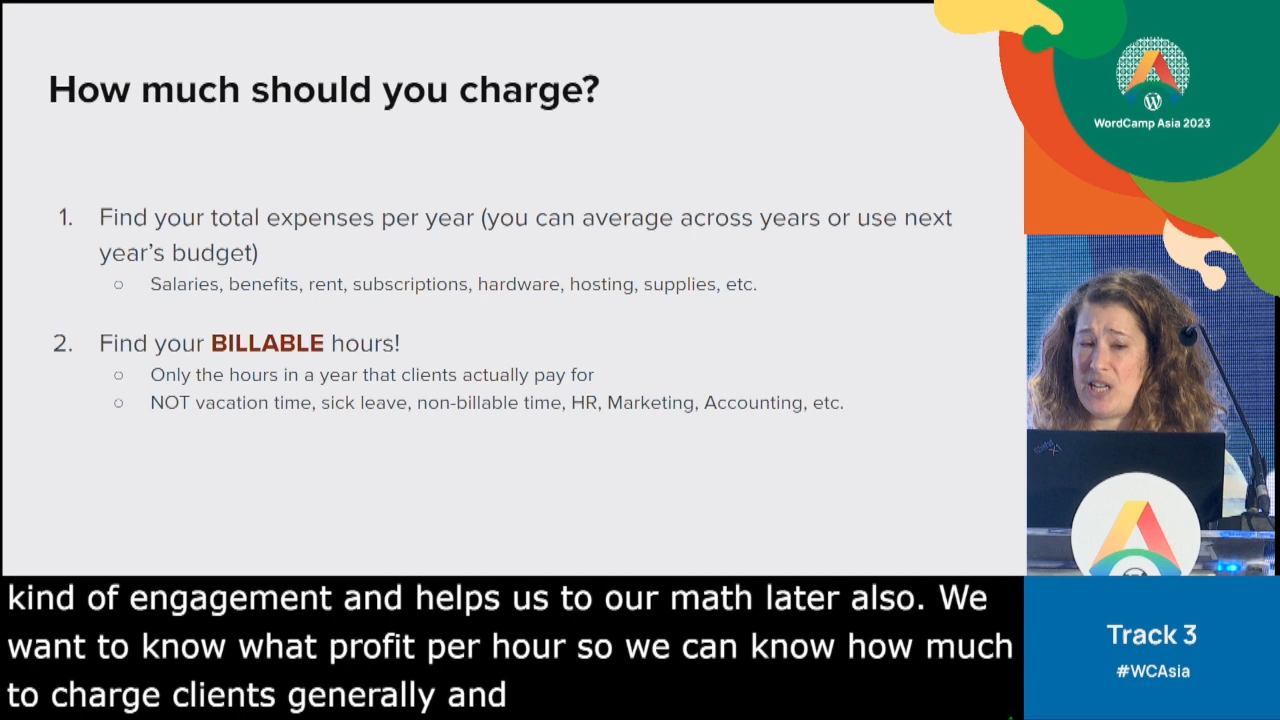 How much should you charge?
1. Find your total expenses per year (you can average across years or use next
year's budget)
○ Salaries, benefits, rent, subscriptions, hardware, hosting, supplies, etc.
2. Find your BILLABLE hours!
○ Only the hours in a year that clients actually pay for
○ NOT vacation time, sick leave, non-billable time, HR, Marketing, Accounting, etc.
WordCamp Asia 2023
kind of engagement and helps us to our math later also. We
want to know what profit per hour so we can know how much
to charge clients generally and
Track 3
#WCAsia